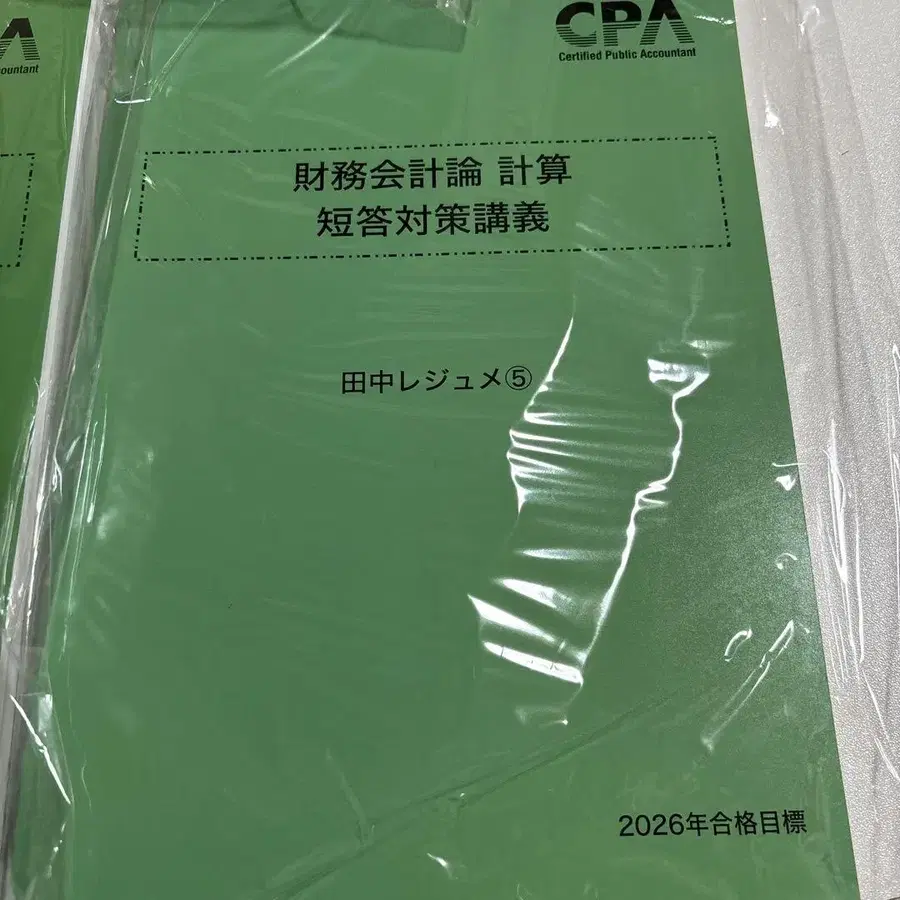 CPA
Certified Public Accountant
財務会計論 計算
短答対策講義
田中レジュメ⑤
2026年合格目標